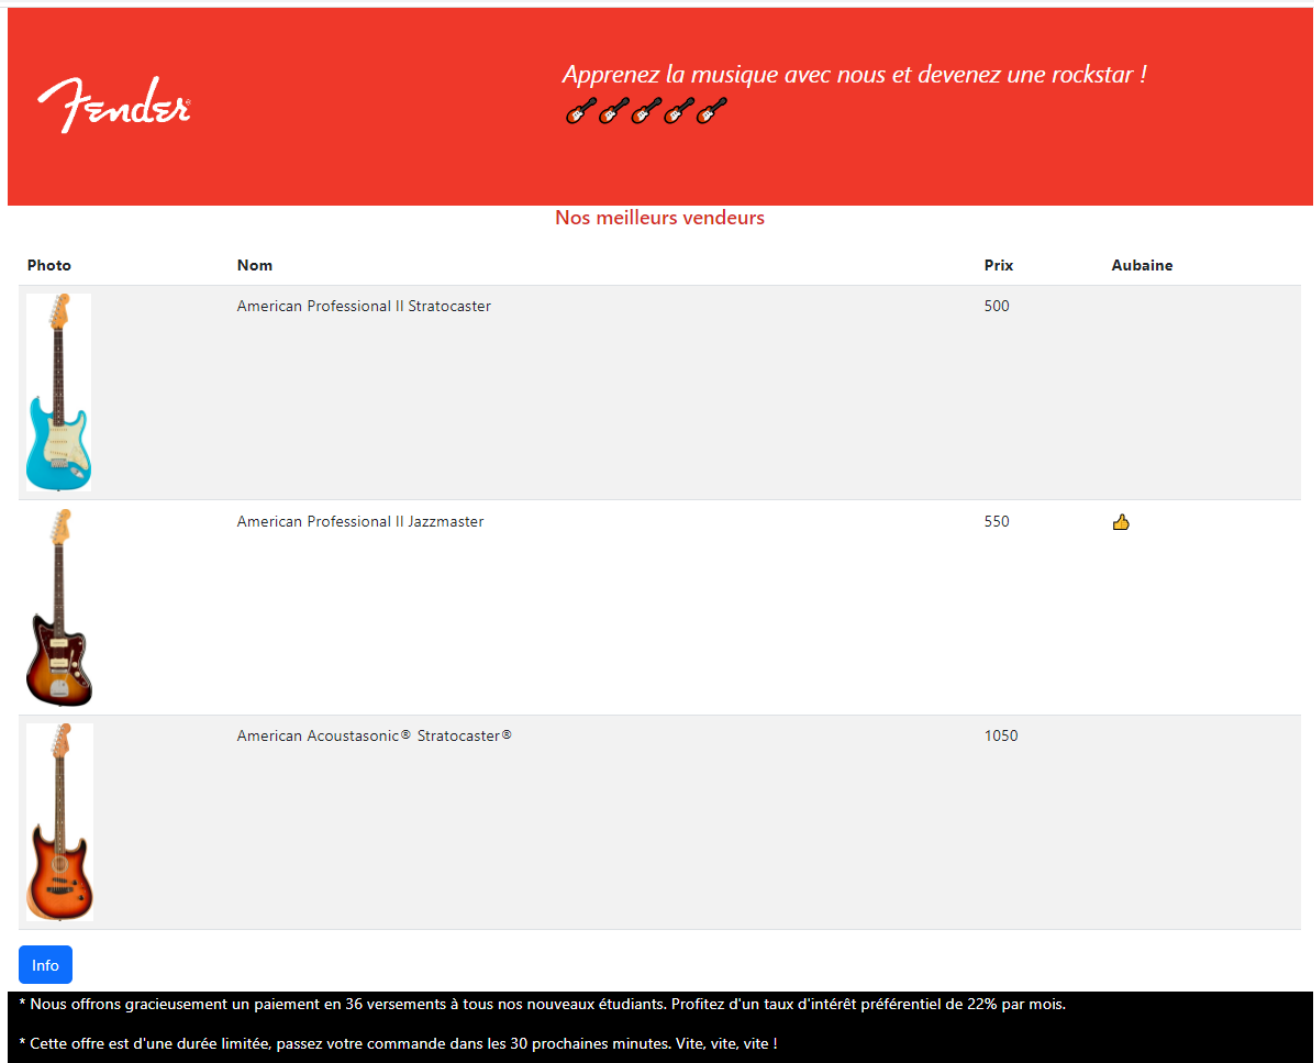 Fender®
Apprenez la musique avec nous et devenez une rockstar !
Nos meilleurs vendeurs
Photo Nom Prix Aubaine
American Professional II Stratocaster 500
American Professional II Jazzmaster 550
American Acoustasonic® Stratocaster® 1050
Info
* Nous offrons gracieusement un paiement en 36 versements à tous nos nouveaux étudiants. Profitez d'un taux d'intérêt préférentiel de 22% par mois.
* Cette offre est d'une durée limitée, passez votre commande dans les 30 prochaines minutes. Vite, vite, vite !